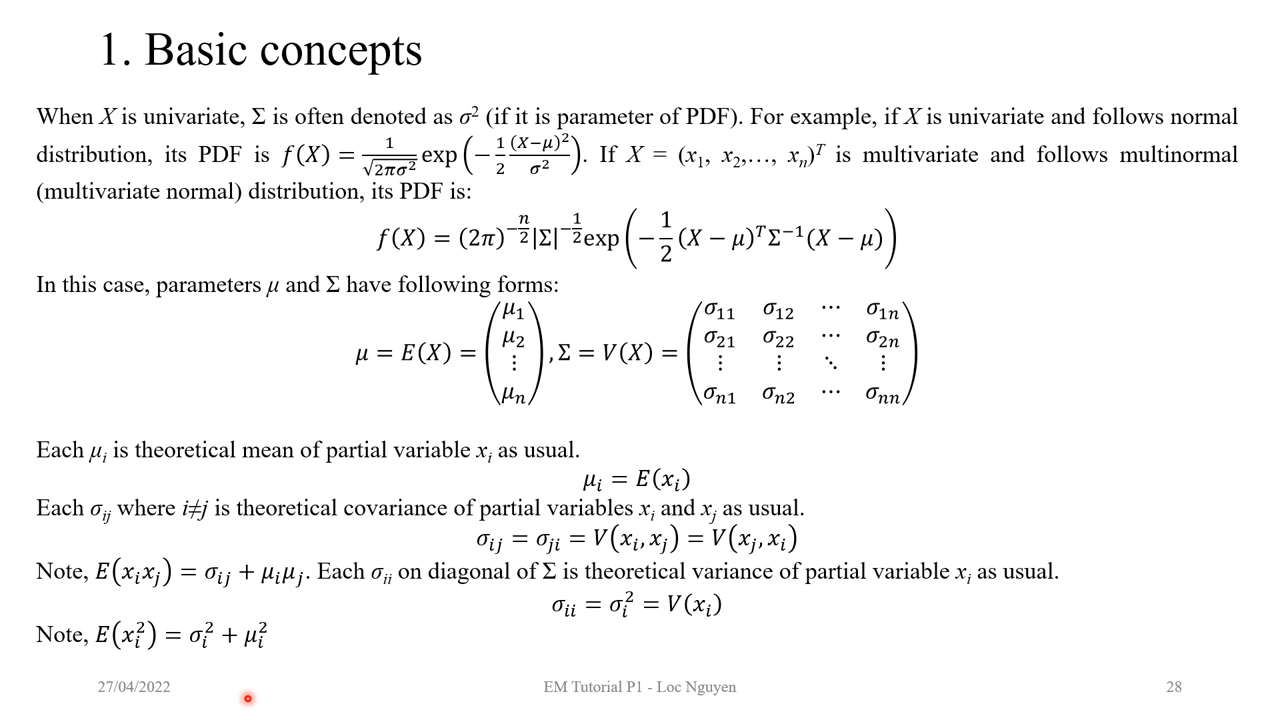 1. Basic concepts
When X is univariate, Σ is often denoted as σ² (if it is parameter of PDF). For example, if X is univariate and follows normal
distribution, its PDF is f(X) = 1/√(2πσ²) exp(−1/2 (X−μ)²/σ²). If X = (x₁, x₂,…, xₙ)ᵀ is multivariate and follows multinormal
(multivariate normal) distribution, its PDF is:
f(X) = (2π)^(−n/2)|Σ|^(−1/2) exp(−1/2 (X − μ)ᵀΣ⁻¹(X − μ))
In this case, parameters μ and Σ have following forms:
μ = E(X) = (μ₁ μ₂ ⋮ μₙ), Σ = V(X) = (σ₁₁ σ₁₂ ⋯ σ₁ₙ
σ₂₁ σ₂₂ ⋯ σ₂ₙ
⋮ ⋮ ⋱ ⋮
σₙ₁ σₙ₂ ⋯ σₙₙ)
Each μᵢ is theoretical mean of partial variable xᵢ as usual.
μᵢ = E(xᵢ)
Each σᵢⱼ where i≠j is theoretical covariance of partial variables xᵢ and xⱼ as usual.
σᵢⱼ = σⱼᵢ = V(xᵢ, xⱼ) = V(xⱼ, xᵢ)
Note, E(xᵢxⱼ) = σᵢⱼ + μᵢμⱼ. Each σᵢᵢ on diagonal of Σ is theoretical variance of partial variable xᵢ as usual.
σᵢᵢ = σᵢ² = V(xᵢ)
Note, E(xᵢ²) = σᵢ² + μᵢ²
27/04/2022 EM Tutorial P1 - Loc Nguyen 28